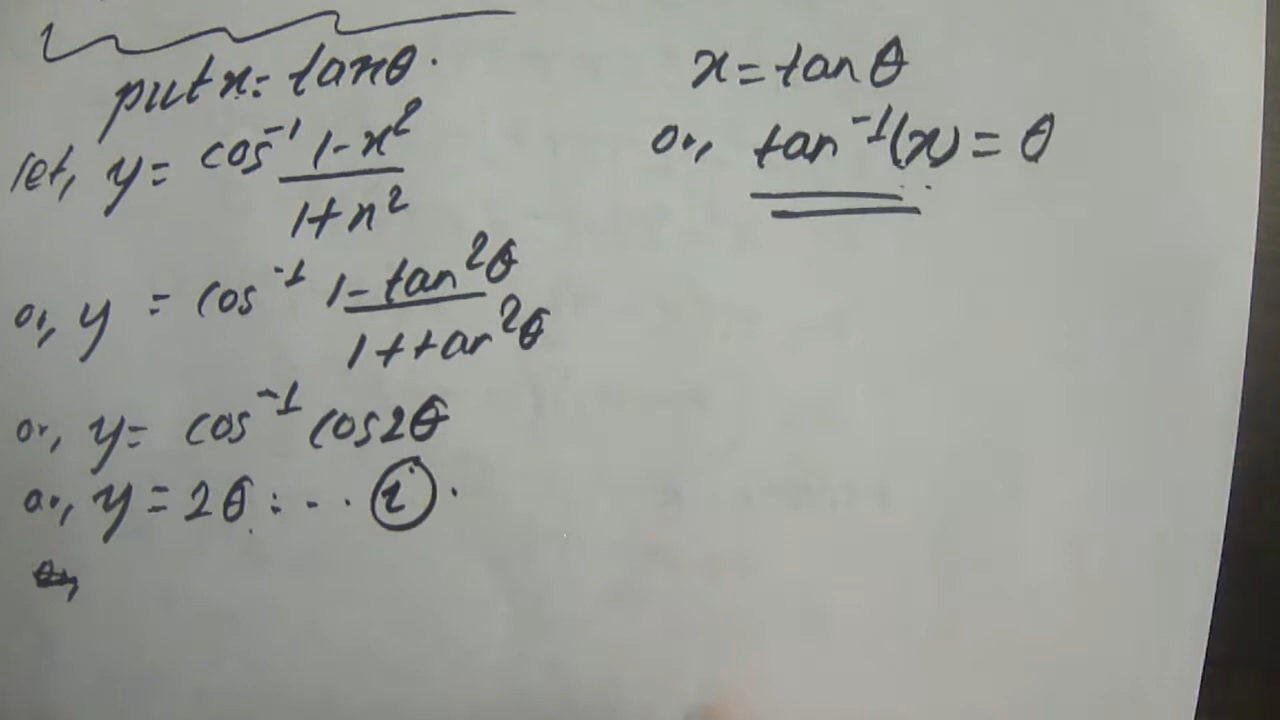 put x = tanθ.
let, y = cos⁻¹ (1-x²)/(1+x²)
or, y = cos⁻¹ (1-tan²θ)/(1+tan²θ)
or, y = cos⁻¹ cos2θ
or, y = 2θ : - - · (i) .
x = tanθ
or, tan⁻¹(x) = θ